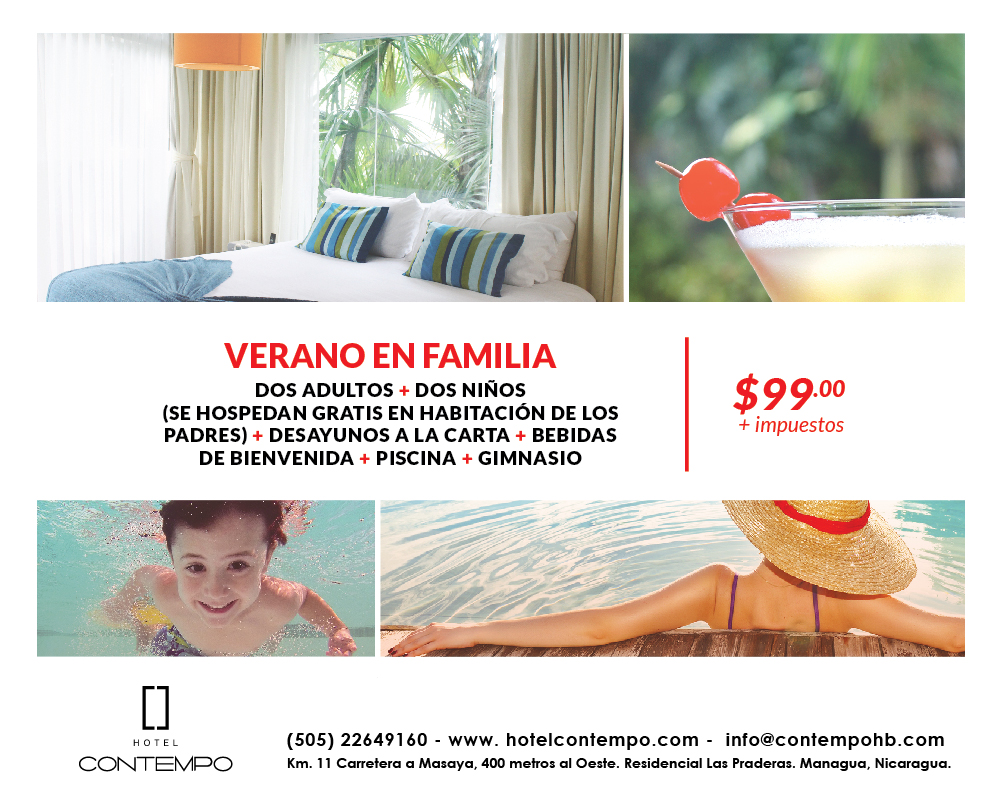 VERANO EN FAMILIA
DOS ADULTOS + DOS NIÑOS
(SE HOSPEDAN GRATIS EN HABITACIÓN DE LOS
PADRES) + DESAYUNOS A LA CARTA + BEBIDAS
DE BIENVENIDA + PISCINA + GIMNASIO
$99.00
+ impuestos
HOTEL
CONTEMPO
(505) 22649160 - www. hotelcontempo.com - info@contempohb.com
Km. 11 Carretera a Masaya, 400 metros al Oeste. Residencial Las Praderas. Managua, Nicaragua.